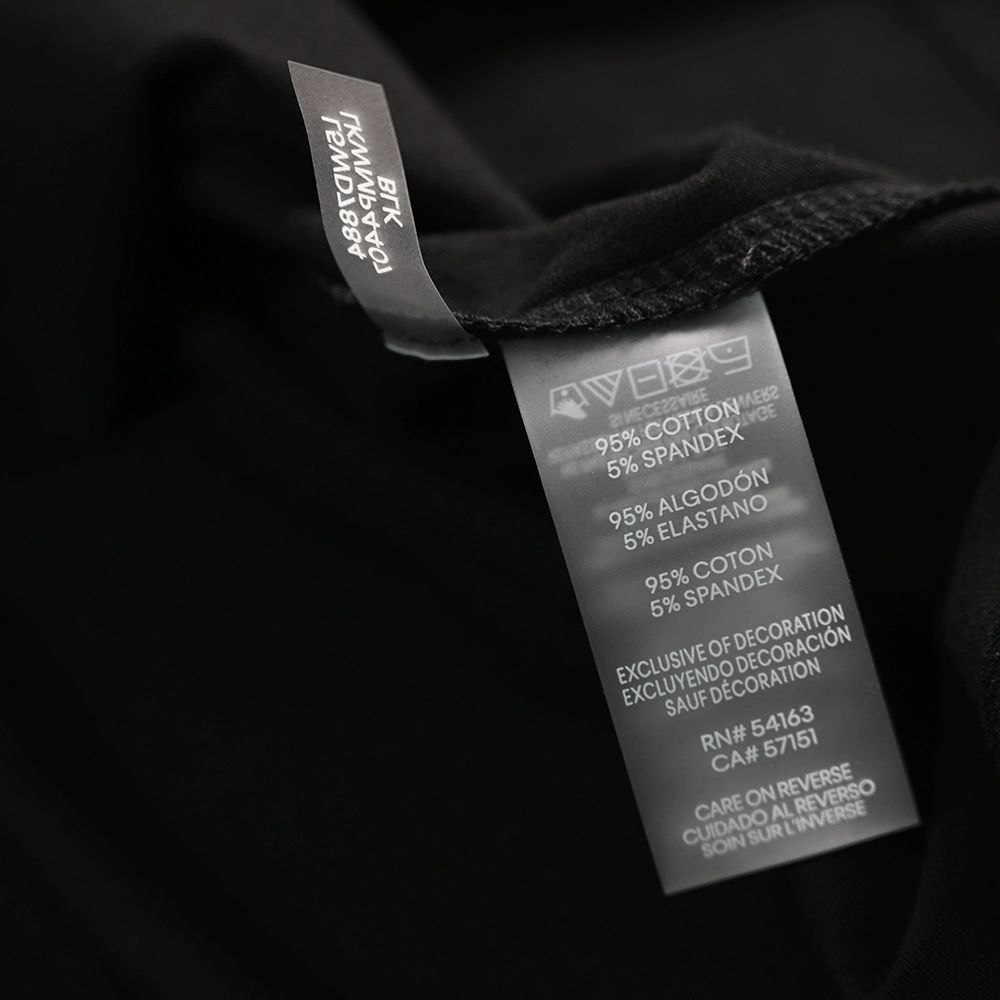 BLK
95% COTTON
5% SPANDEX
95% ALGODÓN
5% ELASTANO
95% COTON
5% SPANDEX
EXCLUSIVE OF DECORATION
EXCLUYENDO DECORACIÓN
SAUF DÉCORATION
RN# 54163
CA# 57151
CARE ON REVERSE
CUIDADO AL REVERSO
SOIN SUR L'INVERSE